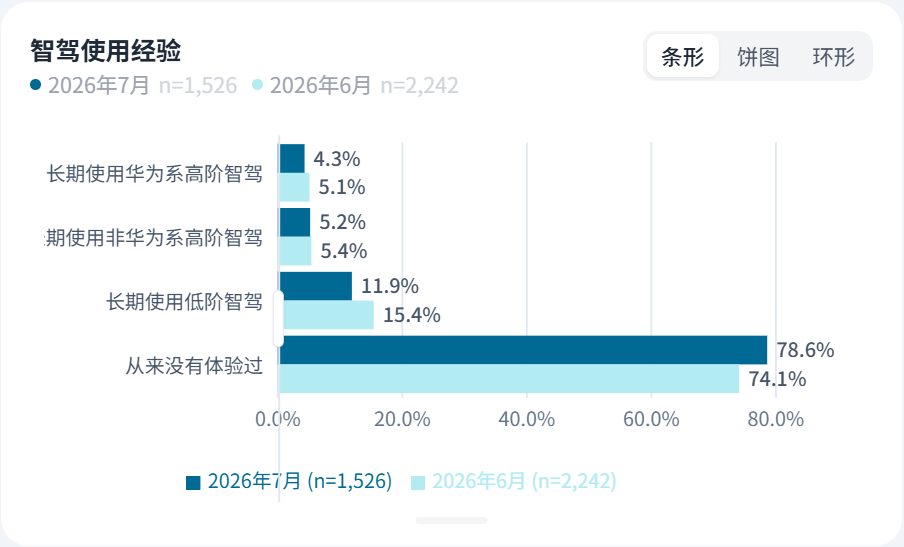 智驾使用经验
2026年7月 n=1,526 2026年6月 n=2,242
条形 饼图 环形
长期使用华为系高阶智驾
4.3%
5.1%
期使用非华为系高阶智驾
5.2%
5.4%
长期使用低阶智驾
11.9%
15.4%
从来没有体验过
78.6%
74.1%
0.0% 20.0% 40.0% 60.0% 80.0%
2026年7月 (n=1,526) 2026年6月 (n=2,242)